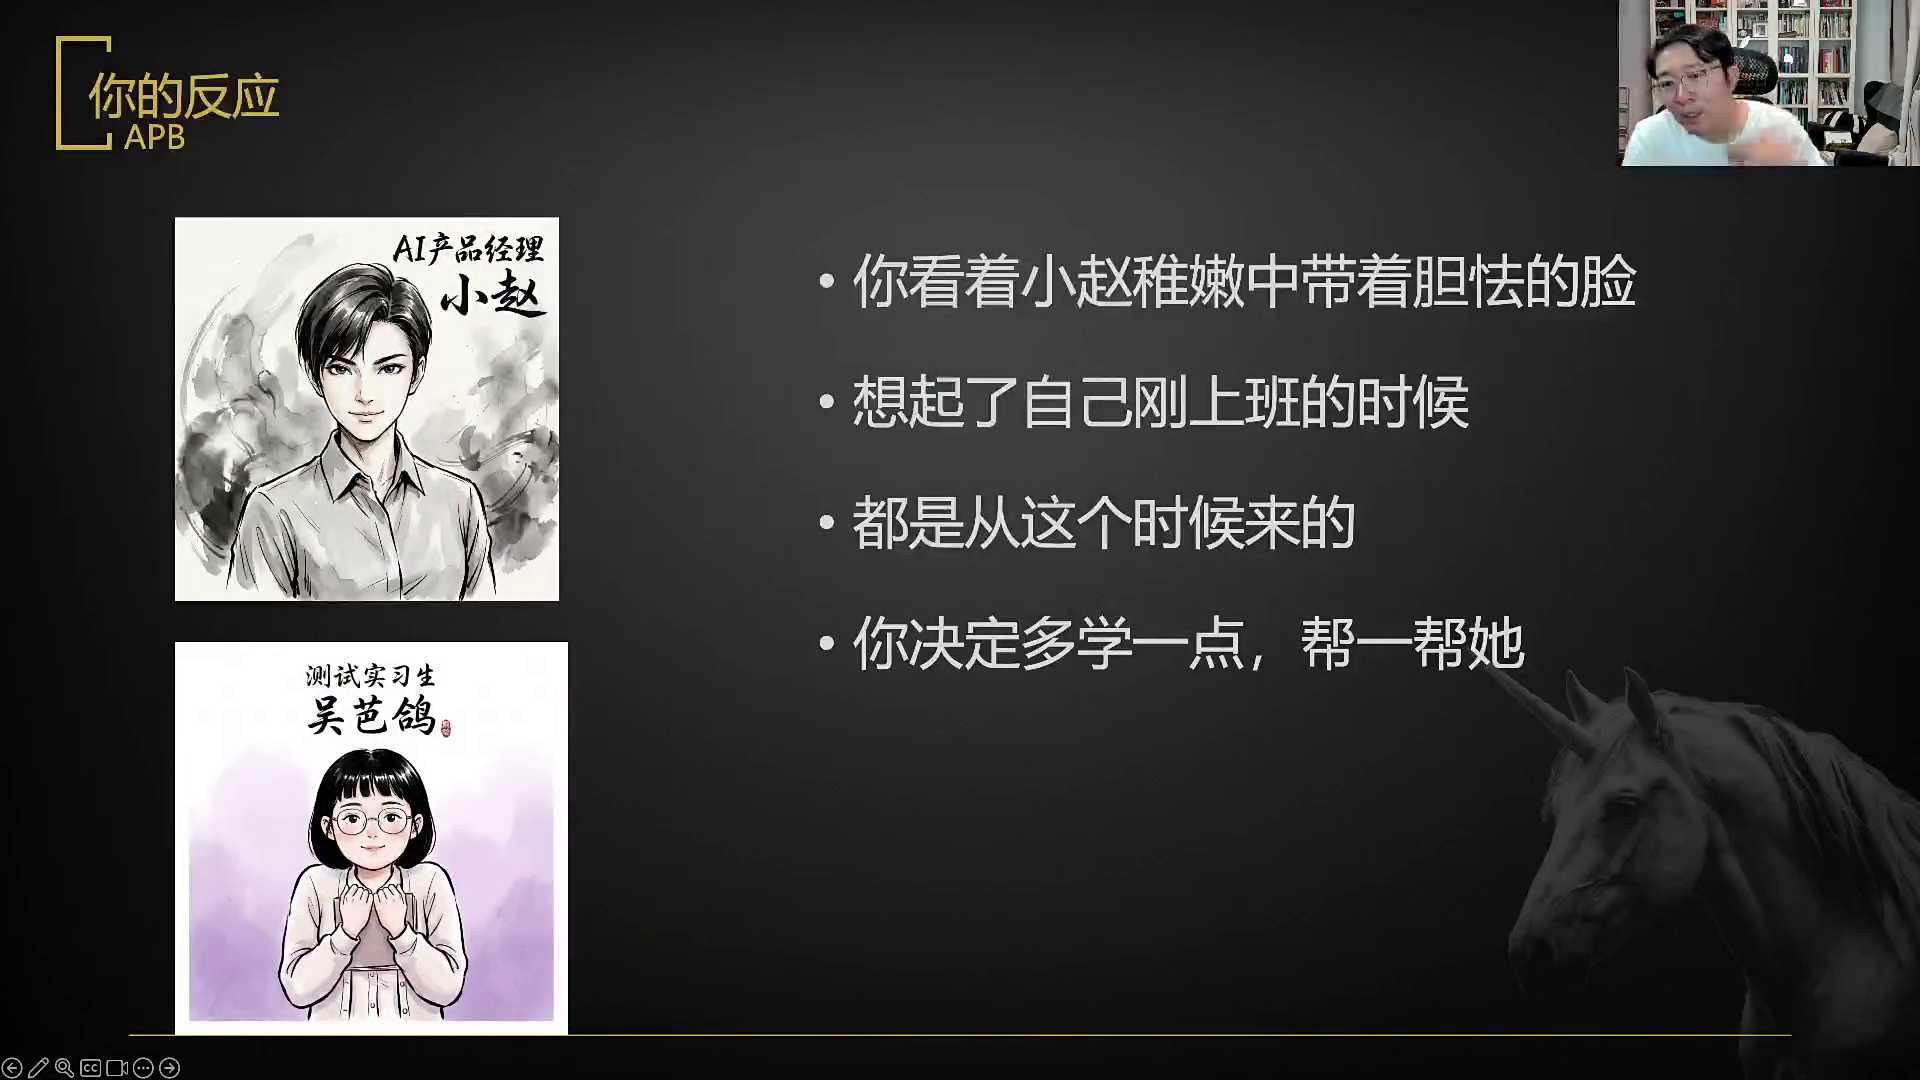 你的反应
APB
AI产品经理
小赵
测试实习生
吴芭鸽
• 你看着小赵稚嫩中带着胆怯的脸
• 想起了自己刚上班的时候
• 都是从这个时候来的
• 你决定多学一点，帮一帮她
CC